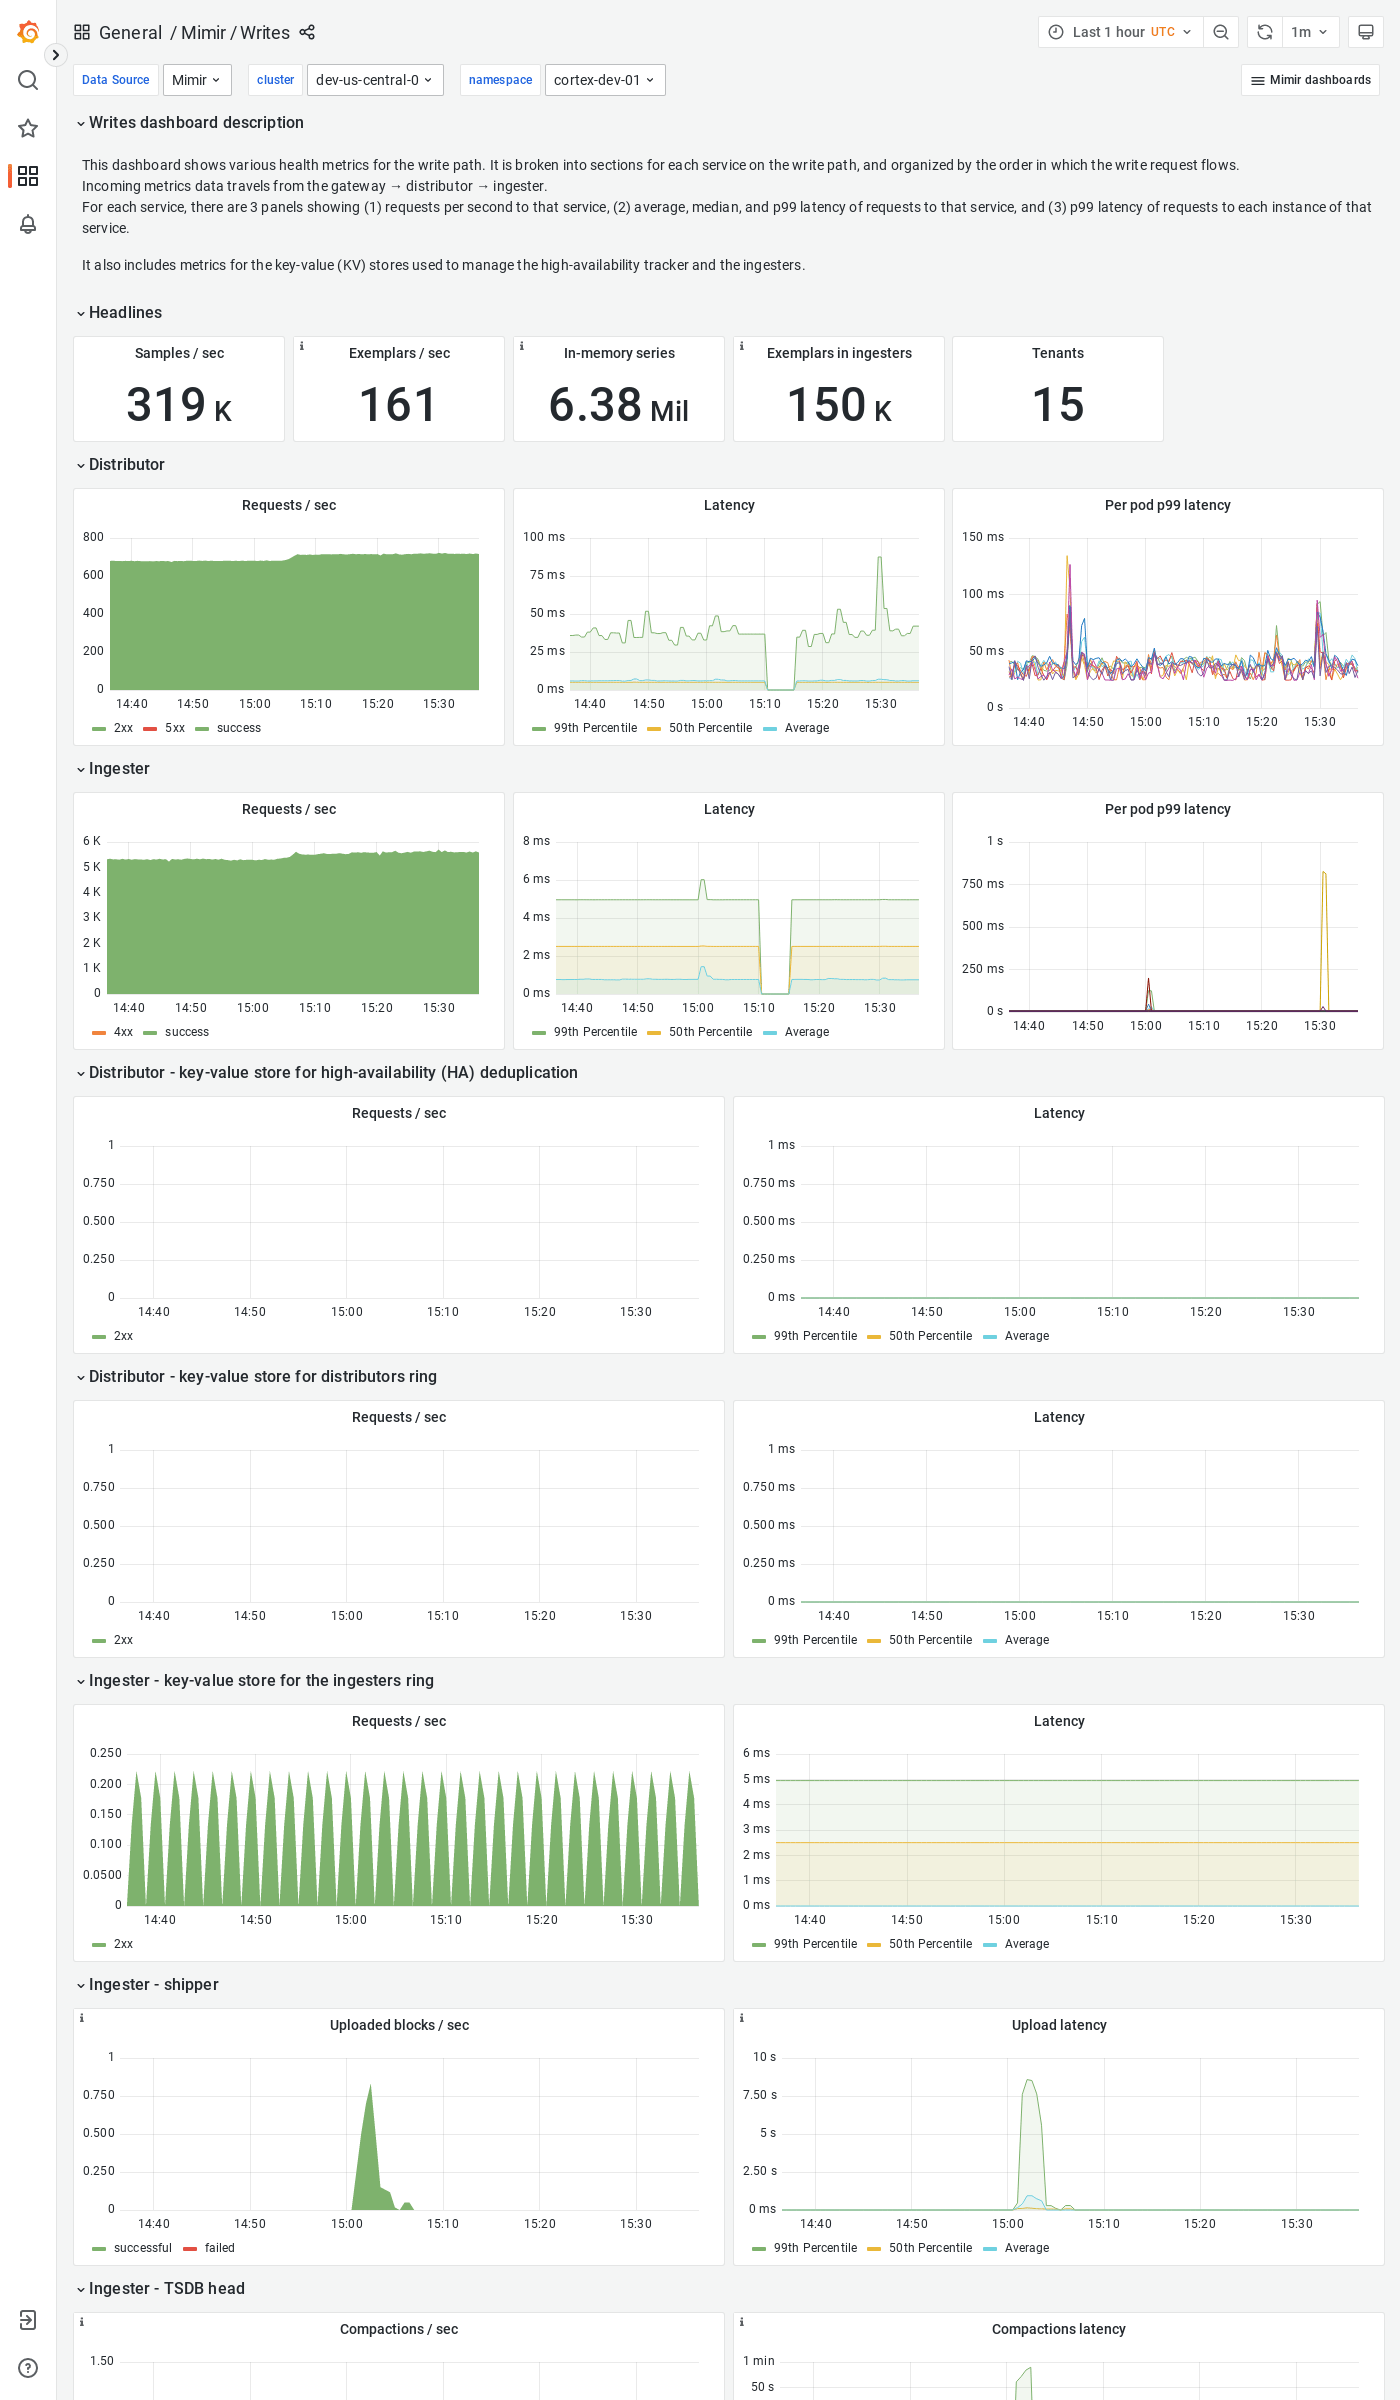 General / Mimir / Writes
Last 1 hour UTC
1m
Data Source Mimir cluster dev-us-central-0 namespace cortex-dev-01
Mimir dashboards
Writes dashboard description
This dashboard shows various health metrics for the write path. It is broken into sections for each service on the write path, and organized by the order in which the write request flows.
Incoming metrics data travels from the gateway → distributor → ingester.
For each service, there are 3 panels showing (1) requests per second to that service, (2) average, median, and p99 latency of requests to that service, and (3) p99 latency of requests to each instance of that
service.
It also includes metrics for the key-value (KV) stores used to manage the high-availability tracker and the ingesters.
Headlines
Samples / sec
319 K
Exemplars / sec
161
In-memory series
6.38 Mil
Exemplars in ingesters
150 K
Tenants
15
Distributor
Requests / sec
800
600
400
200
0
14:40 14:50 15:00 15:10 15:20 15:30
2xx 5xx success
Latency
100 ms
75 ms
50 ms
25 ms
0 ms
14:40 14:50 15:00 15:10 15:20 15:30
99th Percentile 50th Percentile Average
Per pod p99 latency
150 ms
100 ms
50 ms
0 s
14:40 14:50 15:00 15:10 15:20 15:30
Ingester
Requests / sec
6 K
5 K
4 K
3 K
2 K
1 K
0
14:40 14:50 15:00 15:10 15:20 15:30
4xx success
Latency
8 ms
6 ms
4 ms
2 ms
0 ms
14:40 14:50 15:00 15:10 15:20 15:30
99th Percentile 50th Percentile Average
Per pod p99 latency
1 s
750 ms
500 ms
250 ms
0 s
14:40 14:50 15:00 15:10 15:20 15:30
Distributor - key-value store for high-availability (HA) deduplication
Requests / sec
1
0.750
0.500
0.250
0
14:40 14:50 15:00 15:10 15:20 15:30
2xx
Latency
1 ms
0.750 ms
0.500 ms
0.250 ms
0 ms
14:40 14:50 15:00 15:10 15:20 15:30
99th Percentile 50th Percentile Average
Distributor - key-value store for distributors ring
Requests / sec
1
0.750
0.500
0.250
0
14:40 14:50 15:00 15:10 15:20 15:30
2xx
Latency
1 ms
0.750 ms
0.500 ms
0.250 ms
0 ms
14:40 14:50 15:00 15:10 15:20 15:30
99th Percentile 50th Percentile Average
Ingester - key-value store for the ingesters ring
Requests / sec
0.250
0.200
0.150
0.100
0.0500
0
14:40 14:50 15:00 15:10 15:20 15:30
2xx
Latency
6 ms
5 ms
4 ms
3 ms
2 ms
1 ms
0 ms
14:40 14:50 15:00 15:10 15:20 15:30
99th Percentile 50th Percentile Average
Ingester - shipper
Uploaded blocks / sec
1
0.750
0.500
0.250
0
14:40 14:50 15:00 15:10 15:20 15:30
successful failed
Upload latency
10 s
7.50 s
5 s
2.50 s
0 ms
14:40 14:50 15:00 15:10 15:20 15:30
99th Percentile 50th Percentile Average
Ingester - TSDB head
Compactions / sec
1.50
Compactions latency
1 min
50 s